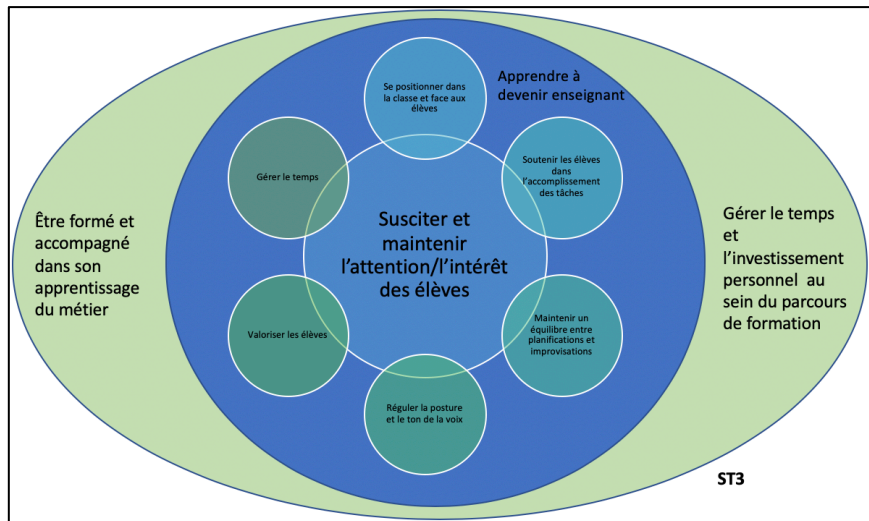 Se positionner dans
la classe et face aux
élèves
Apprendre à
devenir enseignant
Gérer le temps
Soutenir les élèves
dans
l'accomplissement
des tâches
Être formé et
accompagné
dans son
apprentissage
du métier
Susciter et
maintenir
l'attention/l'intérêt
des élèves
Gérer le temps
et
l'investissement
personnel au
sein du parcours
de formation
Valoriser les élèves
Maintenir un
équilibre entre
planifications et
improvisations
Réguler la posture
et le ton de la voix
ST3